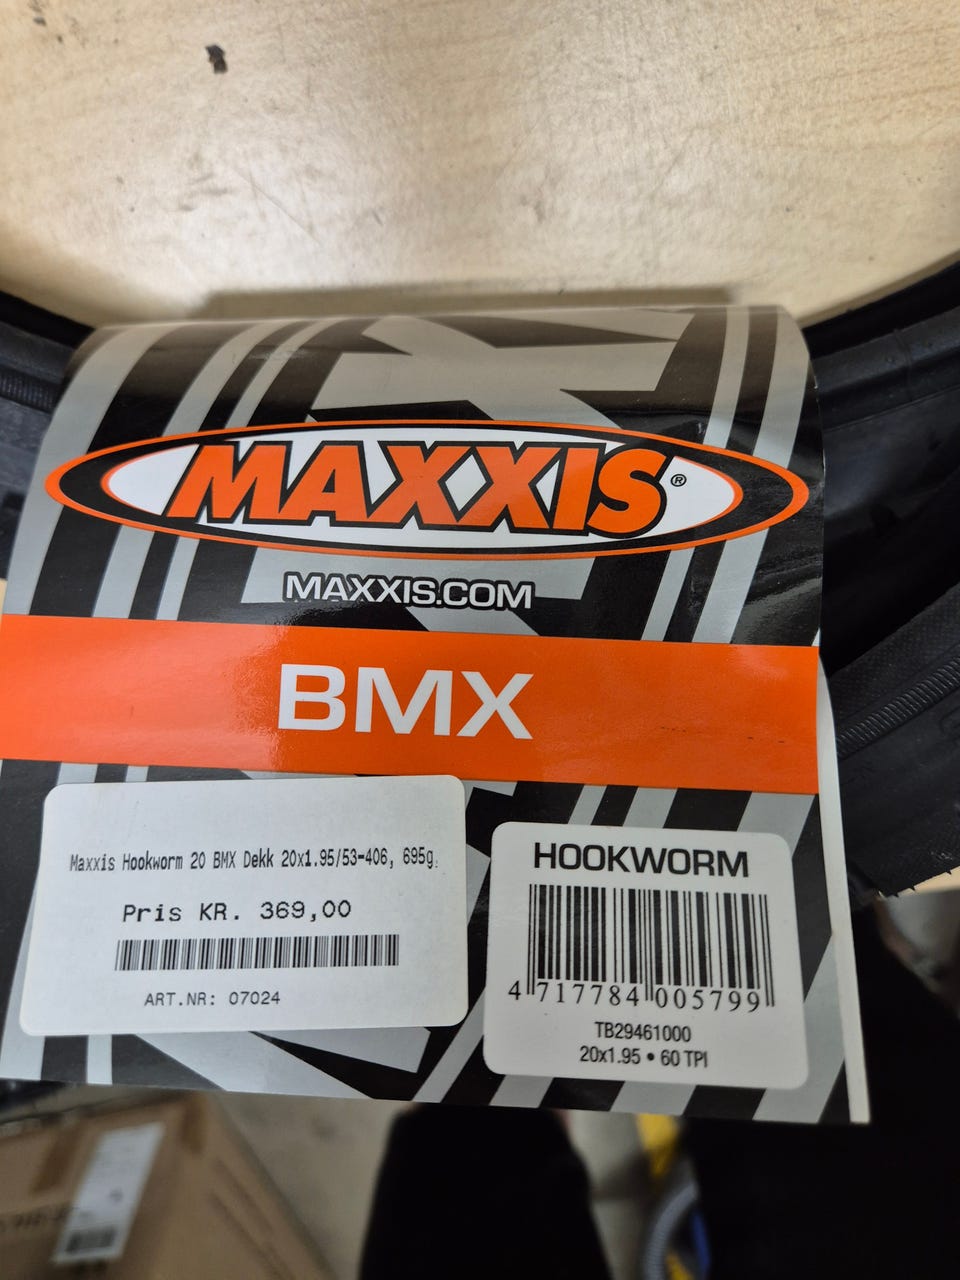 MAXXIS®
MAXXIS.COM
BMX
Maxxis Hookworm 20 BMX Dekk 20x1.95/53-406, 695g.
Pris KR. 369,00
ART.NR: 07024
HOOKWORM
4 717784 005799
TB29461000
20x1.95 • 60 TPI